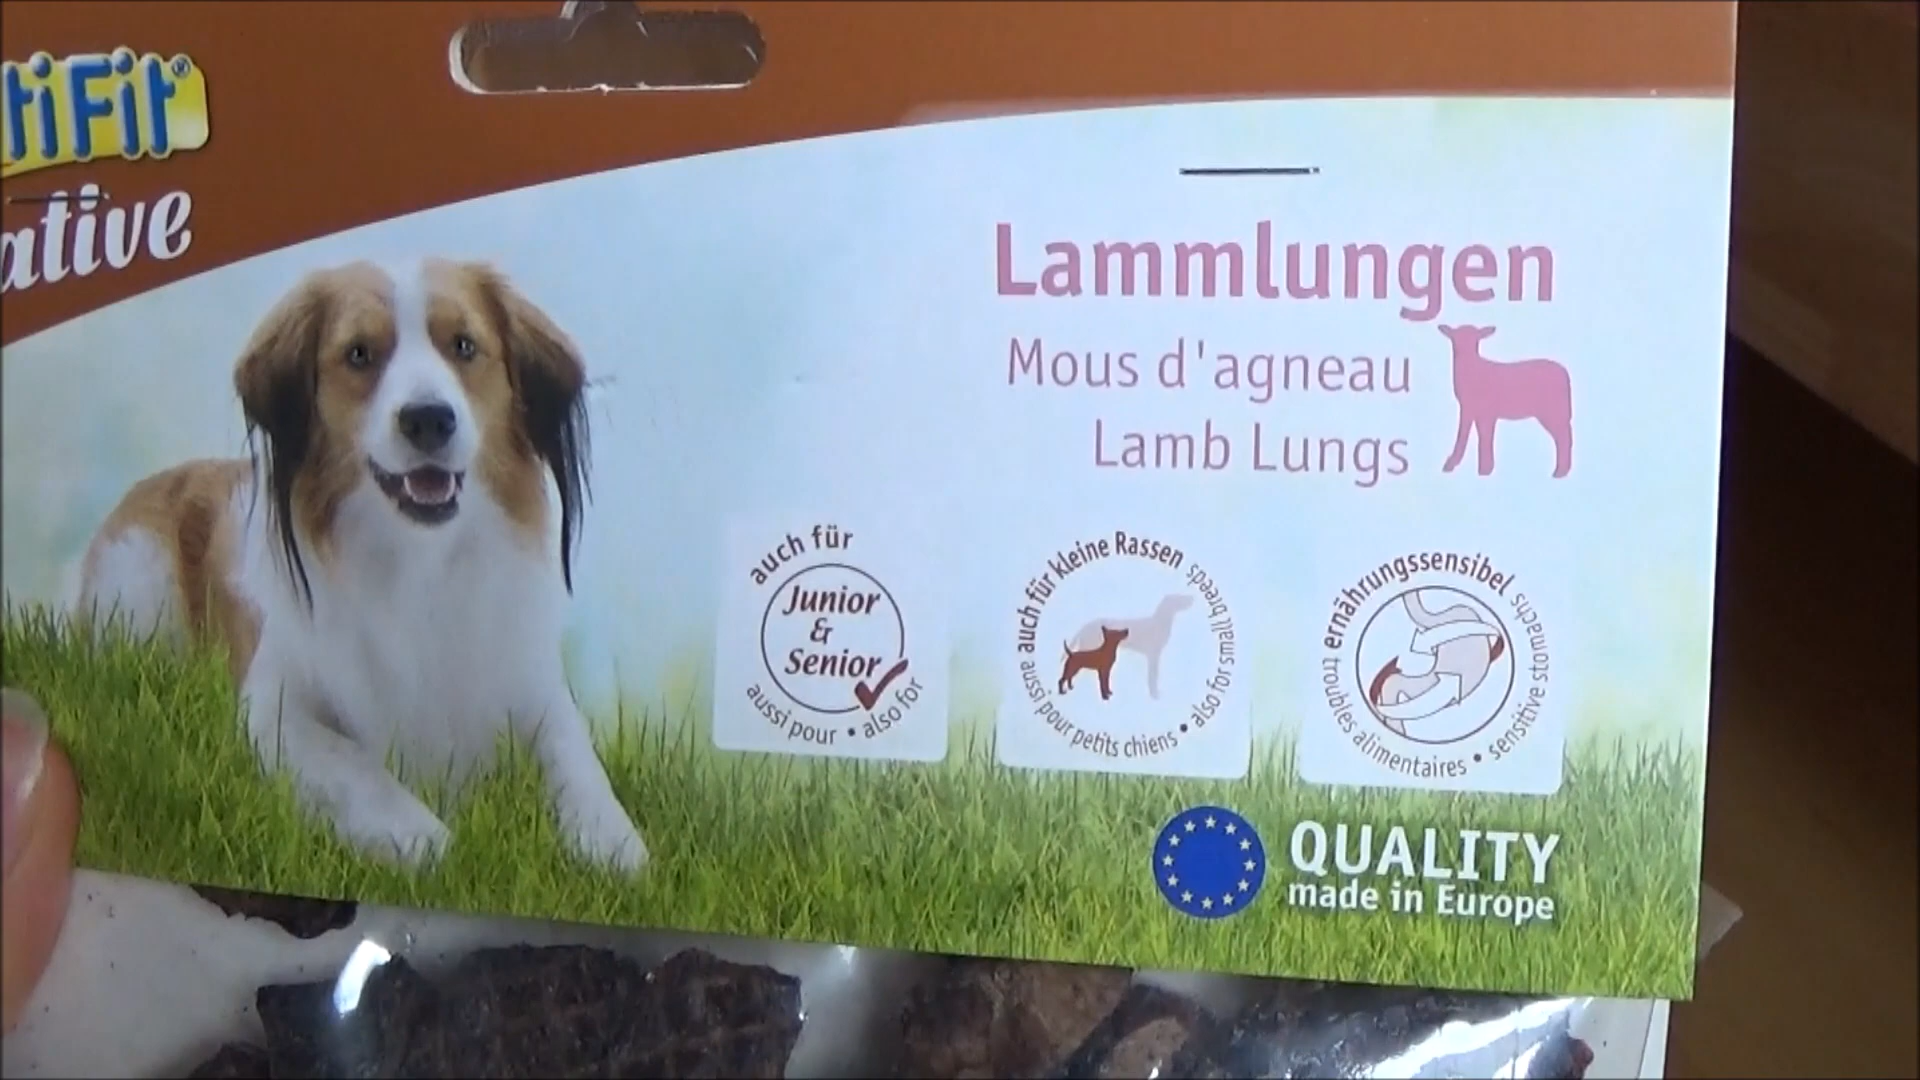 tiFit®
ative
Lammlungen
Mous d'agneau
Lamb Lungs
auch für
Junior
&
Senior
aussi pour • also for
auch für kleine Rassen
aussi pour petits chiens • also for small breeds
ernährungssensibel
troubles alimentaires • sensitive stomachs
QUALITY
made in Europe